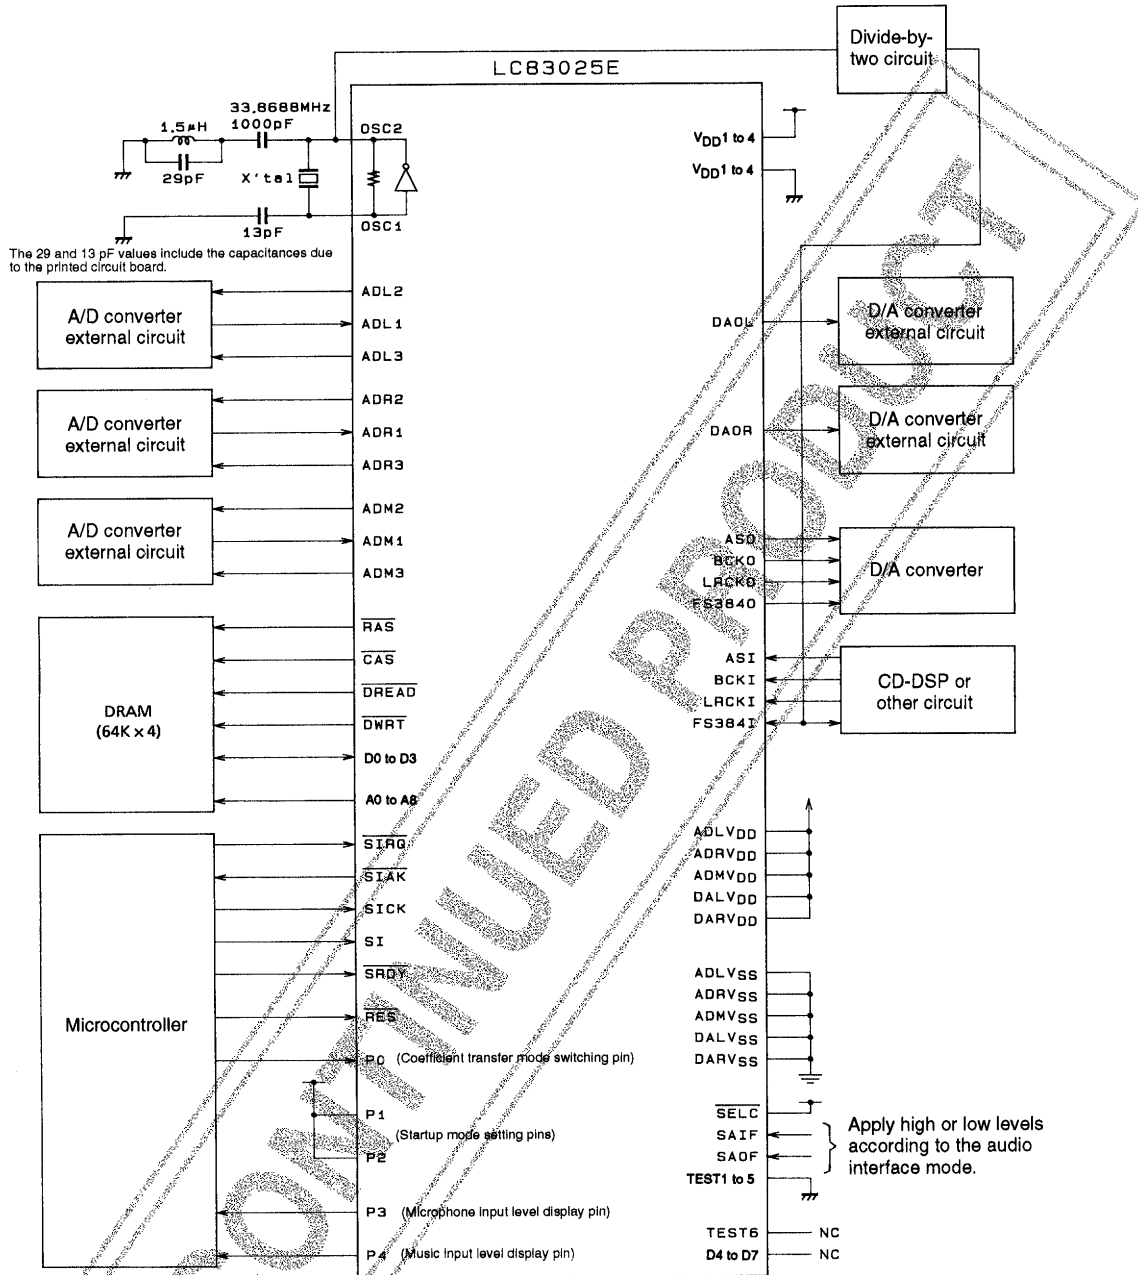 Divide-by-
two circuit
LC83025E
33.8688MHz
1000pF
1.5μH
29pF
X'tal
13pF
OSC2
OSC1
VDD1 to 4
VDD1 to 4
The 29 and 13 pF values include the capacitances due
to the printed circuit board.
A/D converter
external circuit
ADL2
ADL1
ADL3
A/D converter
external circuit
ADR2
ADR1
ADR3
A/D converter
external circuit
ADM2
ADM1
ADM3
DRAM
(64K x 4)
RAS
CAS
DREAD
DWRT
D0 to D3
A0 to A8
Microcontroller
SIRQ
SIAK
SICK
SI
SRDY
RES
P0 (Coefficient transfer mode switching pin)
P1
(Startup mode setting pins)
P2
P3 (Microphone input level display pin)
P4 (Music input level display pin)
DAOL
D/A converter
external circuit
DAOR
D/A converter
external circuit
ASO
BCKO
LRCKO
FS384O
D/A converter
ASI
BCKI
LRCKI
FS384I
CD-DSP or
other circuit
ADLVDD
ADRVDD
ADMVDD
DALVDD
DARVDD
ADLVSS
ADRVSS
ADMVSS
DALVSS
DARVSS
SELC
SAIF
SAOF
Apply high or low levels
according to the audio
interface mode.
TEST1 to 5
TEST6 NC
D4 to D7 NC
ONTINUED PRODUCT